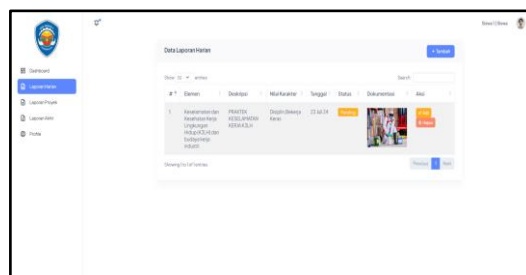 Siswa | Siswa
Data Laporan Harian
+ Tambah
Dashboard
Laporan Harian
Laporan Projek
Laporan Akhir
Profile
Show 10 entries
Search
# Elemen Deskripsi Nilai Karakter Tanggal Status Dokumentasi Aksi
1 Keselamatan dan Kesehatan Kerja Lingkungan Hidup (K3LH) dan budaya kerja industri
PRAKTEK KESELAMATAN KERJA K3LH
Disiplin, Bekerja Keras
23 Jul 24
Pending
Edit
Hapus
Showing 1 to 1 of 1 entries
Previous 1 Next